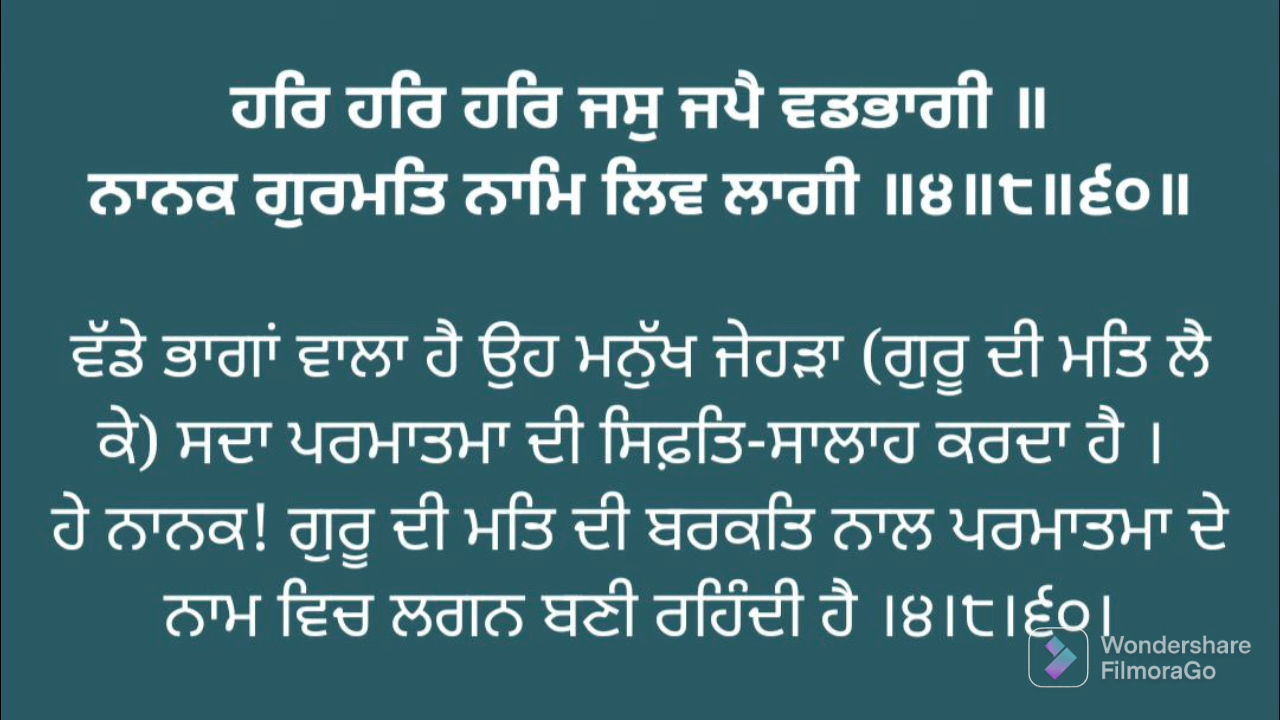 ਹਰਿ ਹਰਿ ਹਰਿ ਜਸੁ ਜਪੈ ਵਡਭਾਗੀ ॥
ਨਾਨਕ ਗੁਰਮਤਿ ਨਾਮਿ ਲਿਵ ਲਾਗੀ ॥੪॥੮॥੬੦॥
ਵੱਡੇ ਭਾਗਾਂ ਵਾਲਾ ਹੈ ਉਹ ਮਨੁੱਖ ਜੇਹੜਾ (ਗੁਰੂ ਦੀ ਮਤਿ ਲੈ
ਕੇ) ਸਦਾ ਪਰਮਾਤਮਾ ਦੀ ਸਿਫ਼ਤਿ-ਸਾਲਾਹ ਕਰਦਾ ਹੈ ।
ਹੇ ਨਾਨਕ! ਗੁਰੂ ਦੀ ਮਤਿ ਦੀ ਬਰਕਤਿ ਨਾਲ ਪਰਮਾਤਮਾ ਦੇ
ਨਾਮ ਵਿਚ ਲਗਨ ਬਣੀ ਰਹਿੰਦੀ ਹੈ ।੪।੮।੬੦।
Wondershare
FilmoraGo